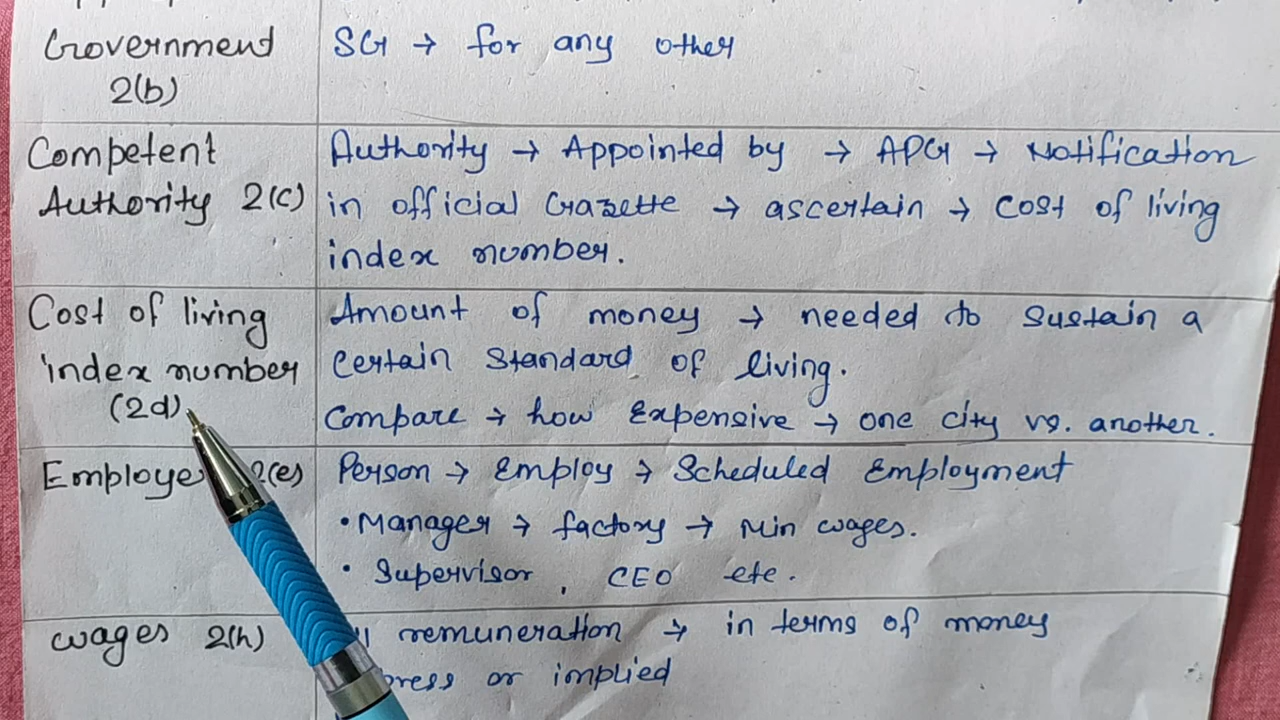 Government
2(b)
SG → for any other
Competent
Authority 2(c)
Authority → Appointed by → APG → Notification
in official Gazette → ascertain → cost of living
index number.
Cost of living
index number
(2d)
Amount of money → needed to sustain a
certain standard of living.
Compare → how expensive → one city vs. another.
Employe 2(e)
Person → Employ → Scheduled Employment
• Manager → factory → Min wages.
• Supervisor, CEO etc.
wages 2(h)
remuneration → in terms of money
or implied